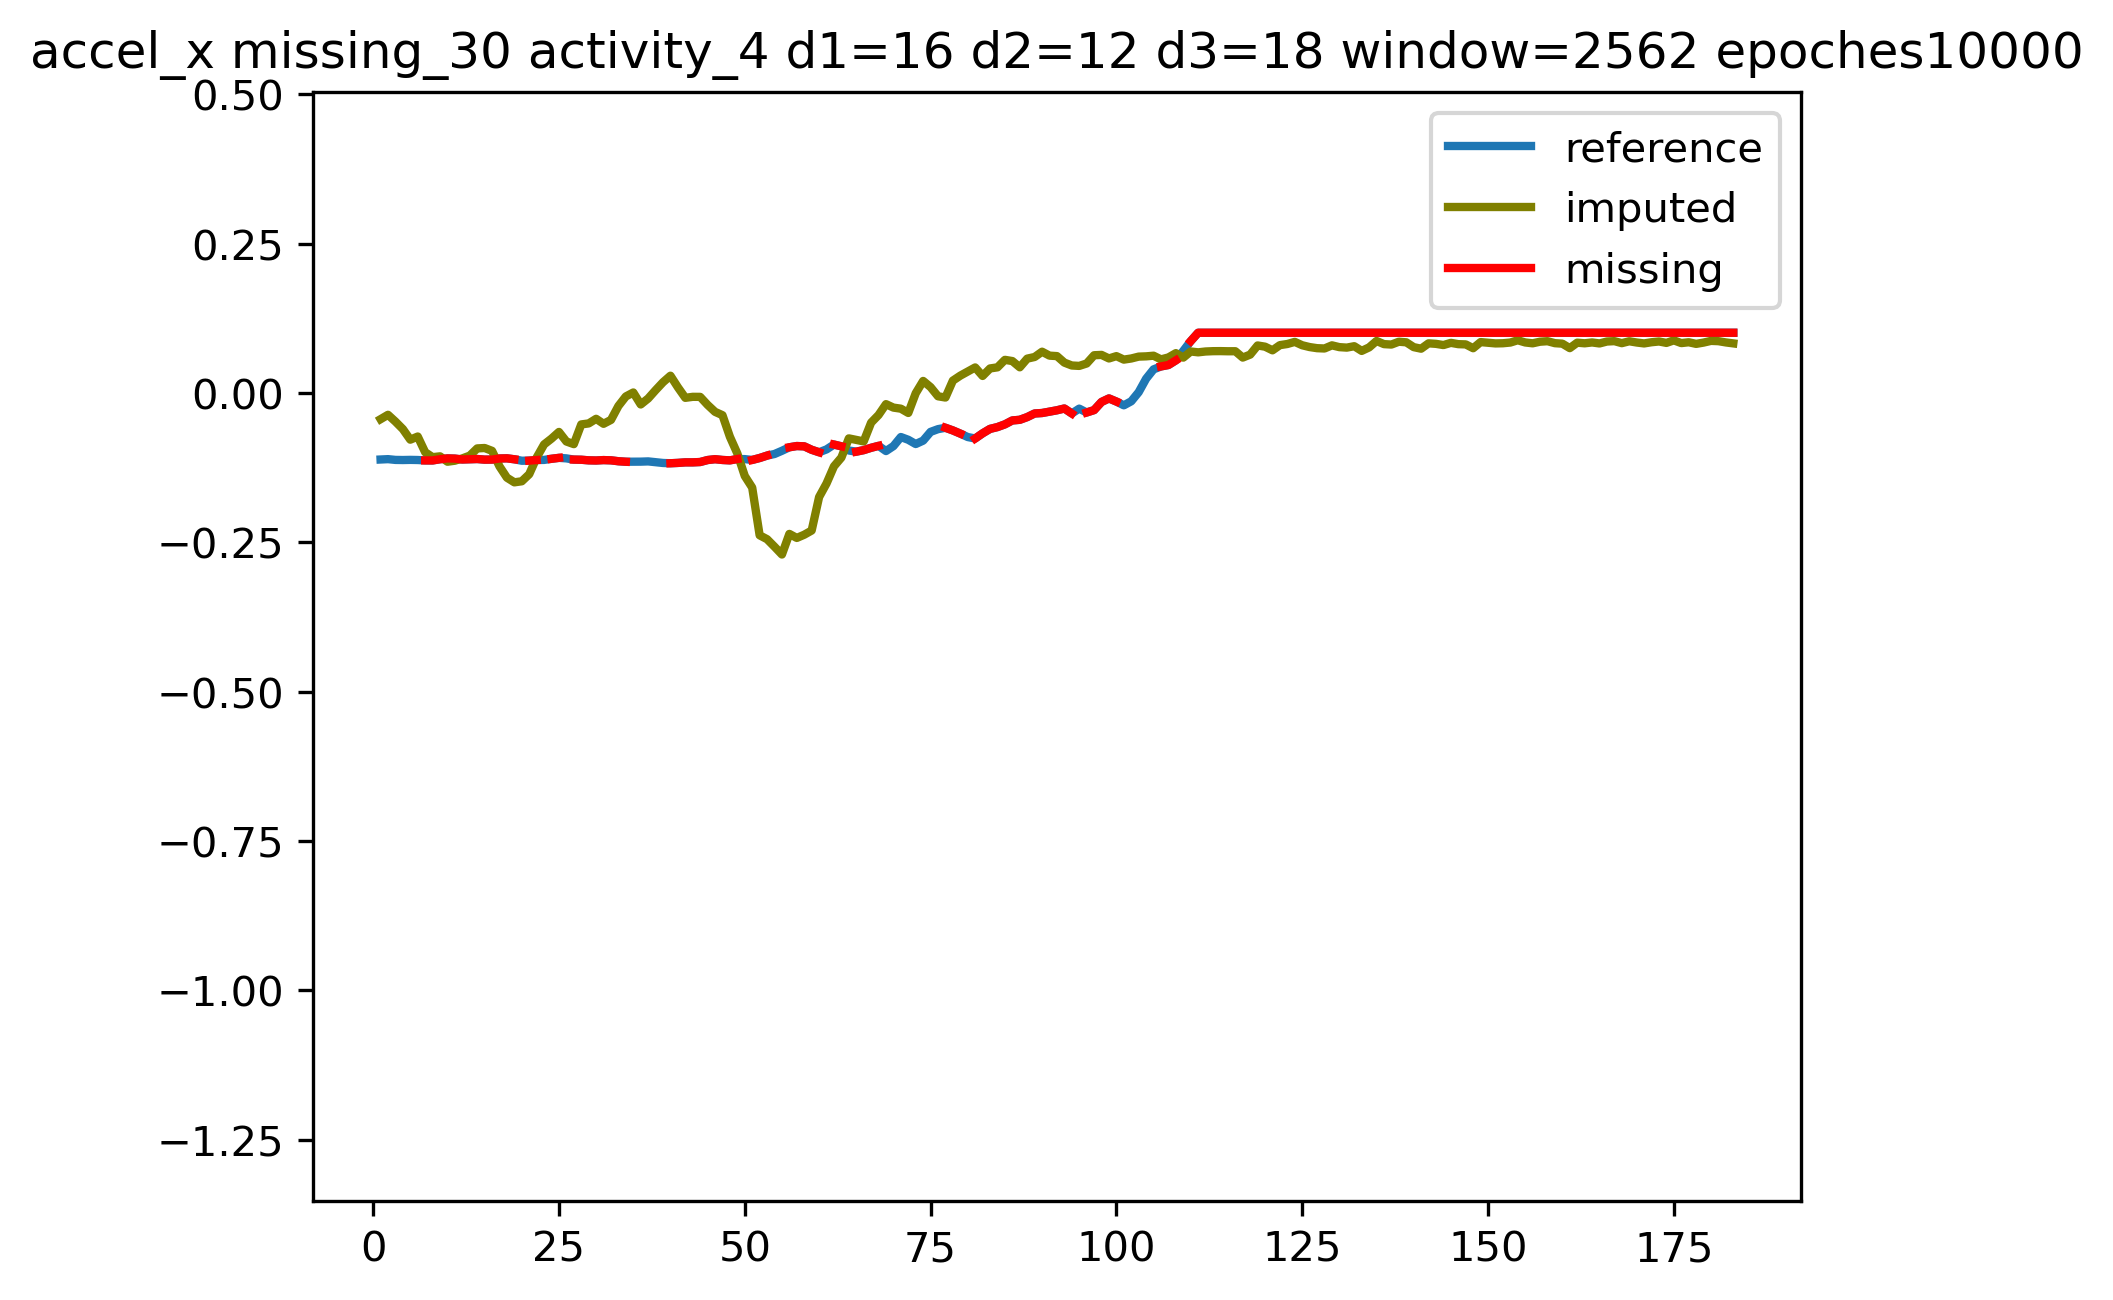 accel_x missing_30 activity_4 d1=16 d2=12 d3=18 window=2562 epoches10000
0.50
0.25
0.00
−0.25
−0.50
−0.75
−1.00
−1.25
reference
imputed
missing
0 25 50 75 100 125 150 175